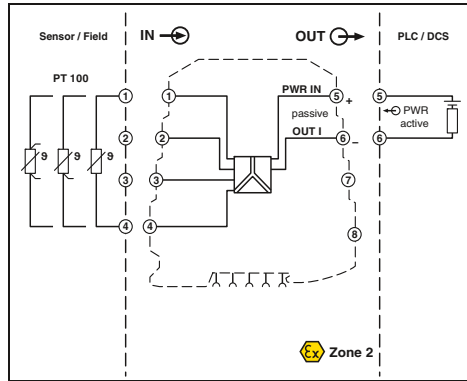 Sensor / Field
IN
OUT
PLC / DCS
PT 100
PWR IN
1
1
5
+
5
passive
PWR
active
2
2
OUT I
6
–
6
ϑ
ϑ
ϑ
3
3
7
4
4
8
Ex Zone 2